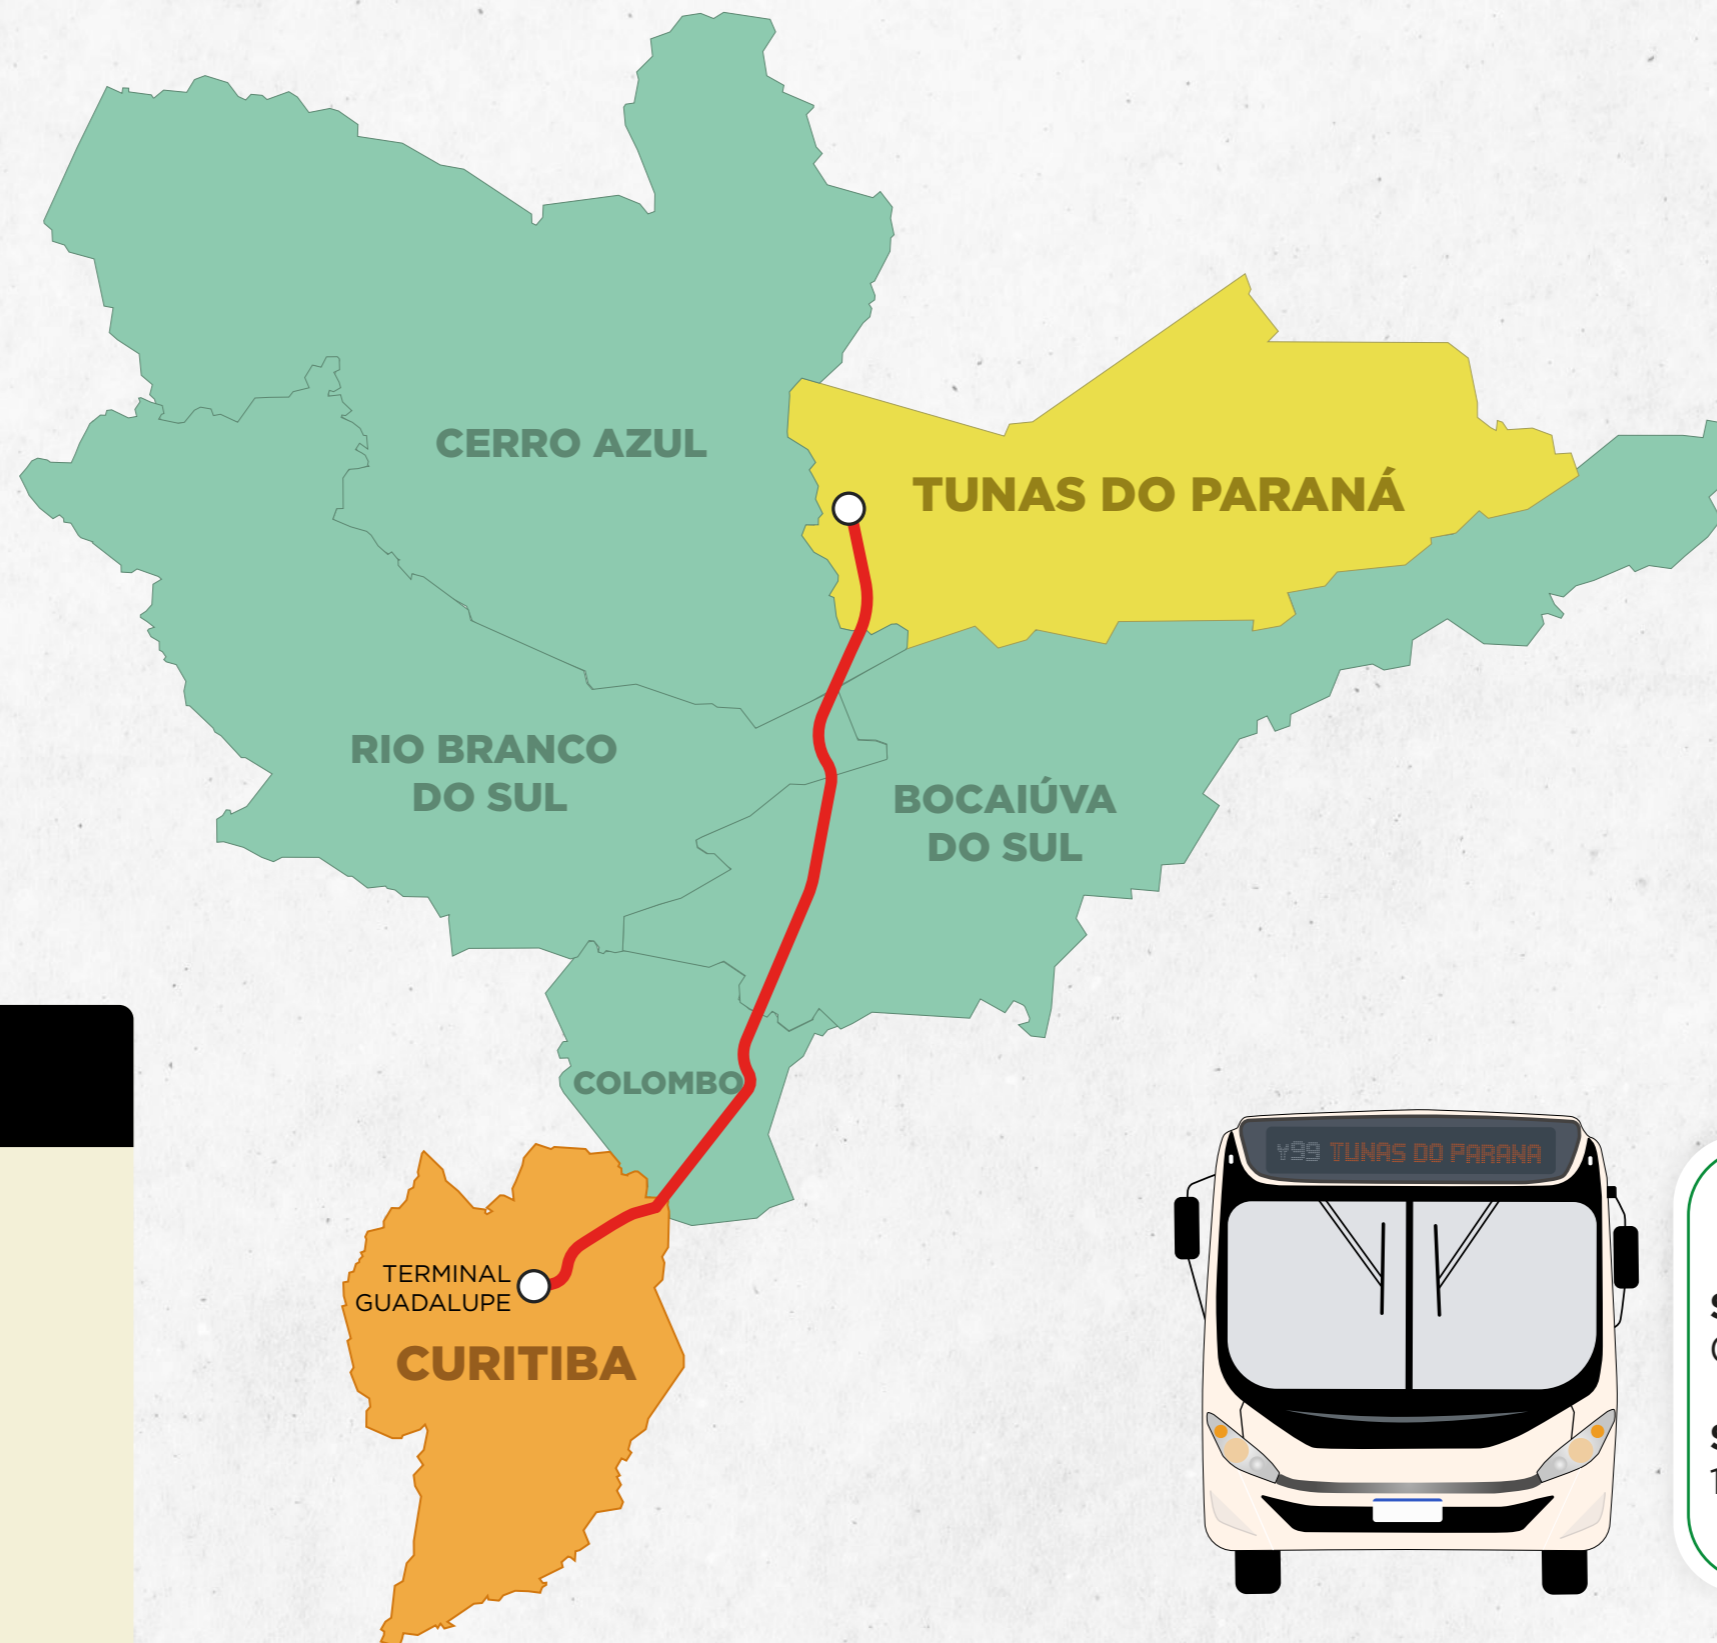 CERRO AZUL
TUNAS DO PARANÁ
RIO BRANCO
DO SUL
BOCAIÚVA
DO SUL
COLOMBO
Y99 TUNAS DO PARANA
TERMINAL
GUADALUPE
CURITIBA